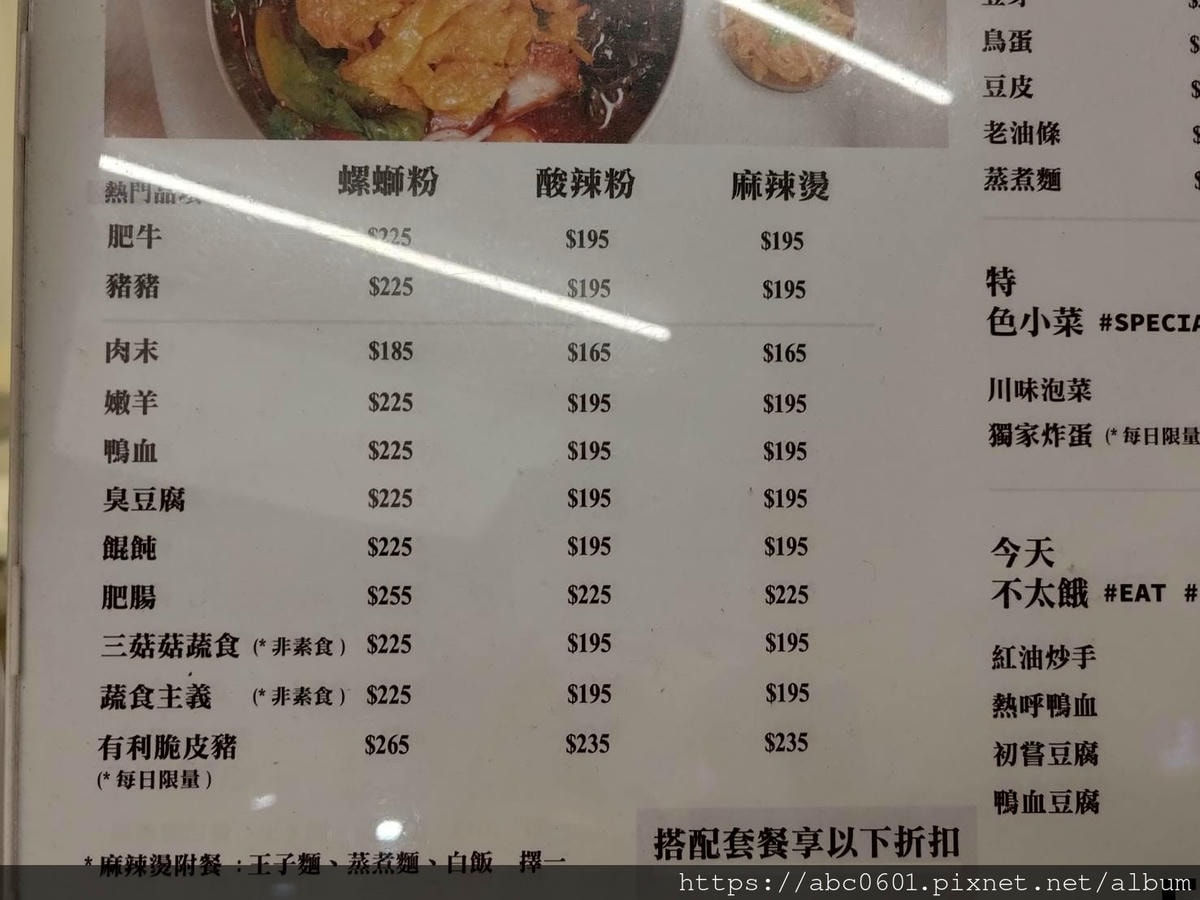 熱門品項 螺螄粉 酸辣粉 麻辣燙
肥牛 $225 $195 $195
豬豬 $225 $195 $195
肉末 $185 $165 $165
嫩羊 $225 $195 $195
鴨血 $225 $195 $195
臭豆腐 $225 $195 $195
餛飩 $225 $195 $195
肥腸 $255 $225 $225
三菇菇蔬食 (*非素食) $225 $195 $195
蔬食主義 (*非素食) $225 $195 $195
有利脆皮豬 $265 $235 $235
(*每日限量)
*麻辣燙附餐：王子麵、蒸煮麵、白飯 擇一
搭配套餐享以下折扣
鳥蛋 $
豆皮 $
老油條 $
蒸煮麵 $
特
色小菜 #SPECIA
川味泡菜
獨家炸蛋 (*每日限量
今天
不太餓 #EAT #
紅油炒手
熱呼鴨血
初嘗豆腐
鴨血豆腐
https://abc0601.pixnet.net/album